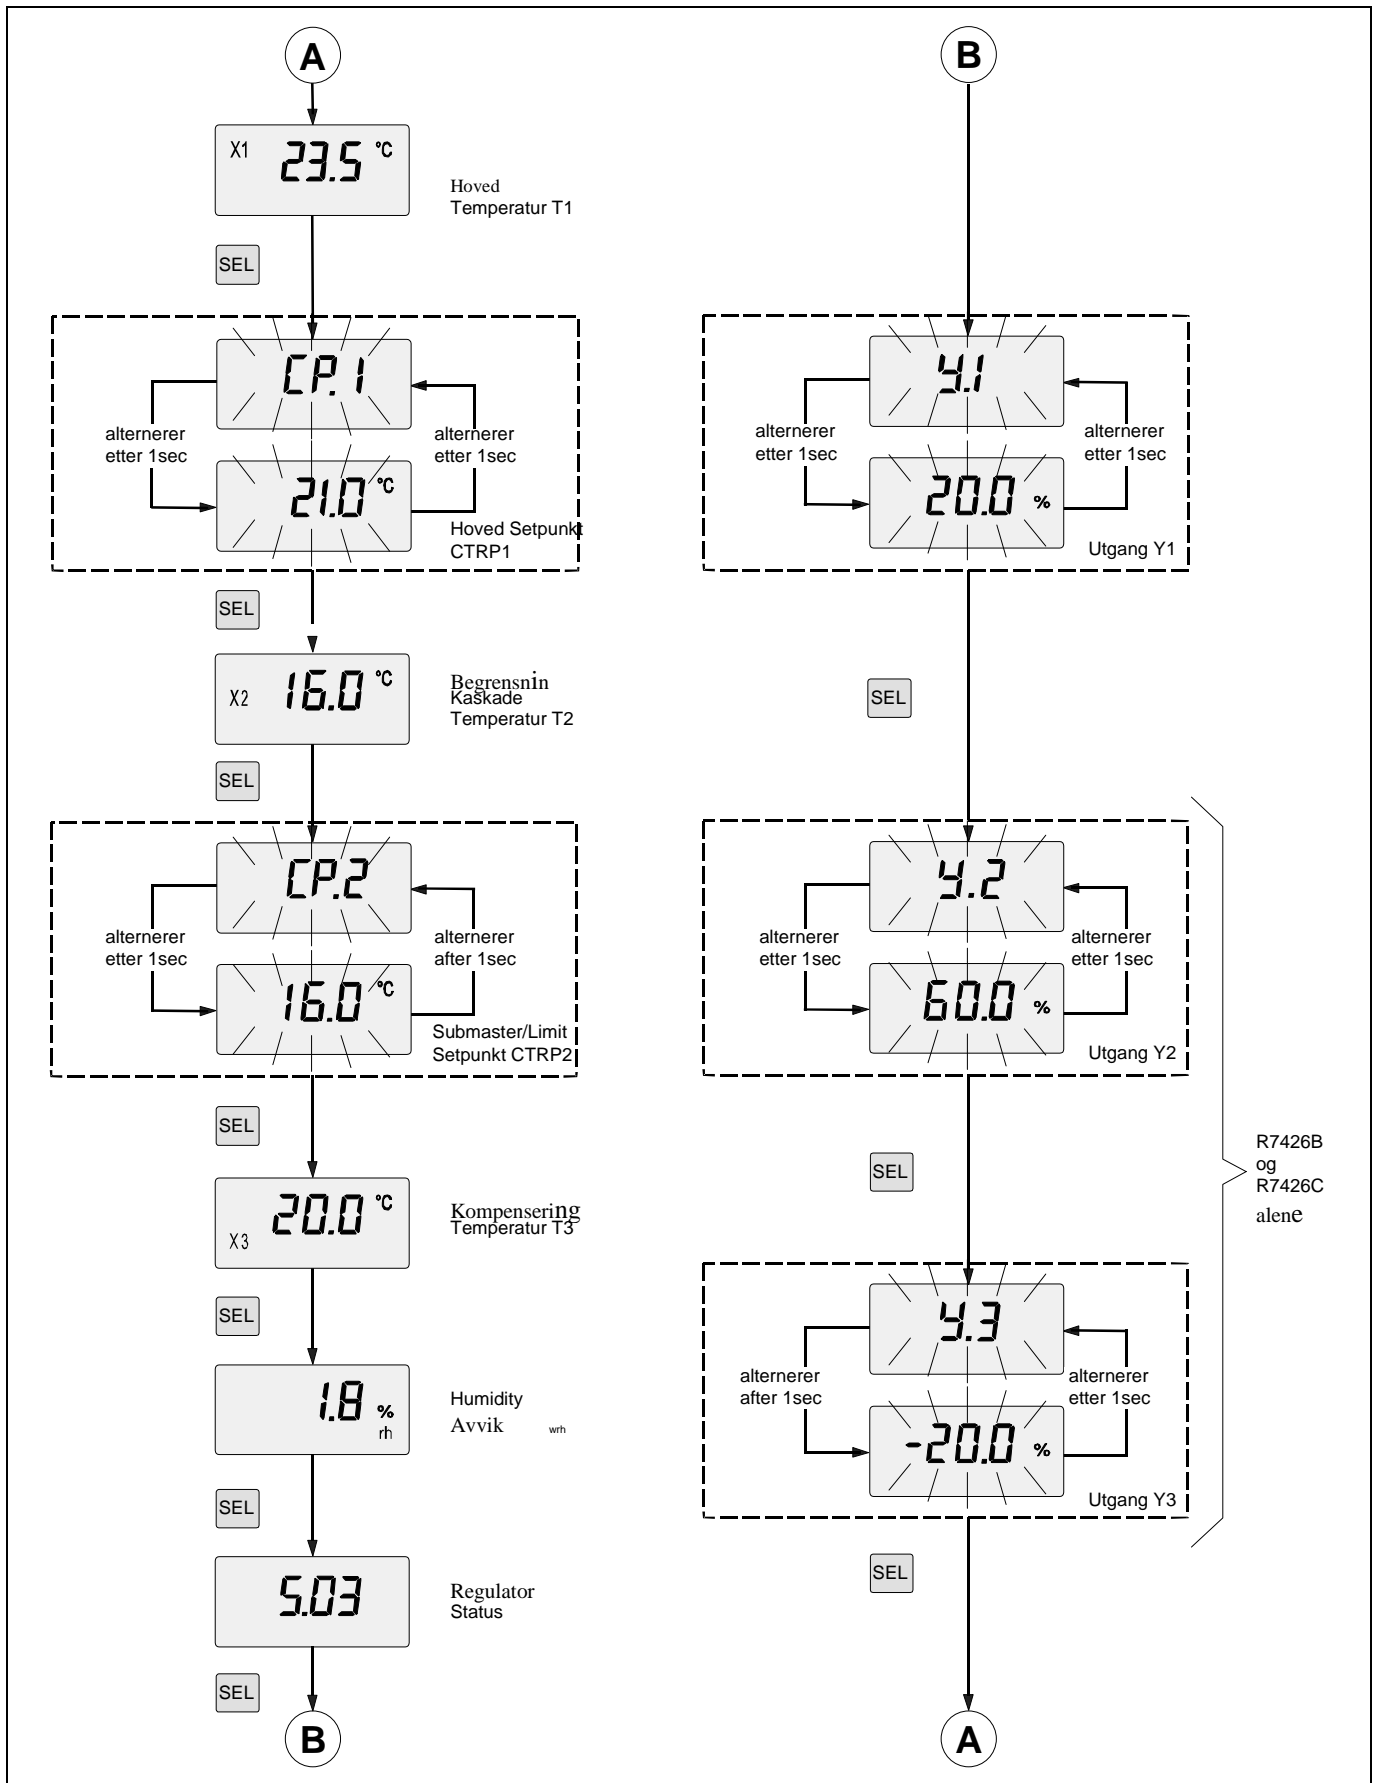 A
X1 23.5 °C
Hoved
Temperatur T1
SEL
CP.1
alternerer
etter 1sec
alternerer
etter 1sec
21.0 °C
Hoved Setpunkt
CTRP1
SEL
X2 16.0 °C
Begrensnin
Kaskade
Temperatur T2
SEL
CP.2
alternerer
etter 1sec
alternerer
after 1sec
16.0 °C
Submaster/Limit
Setpunkt CTRP2
SEL
X3 20.0 °C
Kompensering
Temperatur T3
SEL
1.8 %
rh
Humidity
Avvik wrh
SEL
5.03
Regulator
Status
SEL
B
B
Y.1
alternerer
etter 1sec
alternerer
etter 1sec
20.0 %
Utgang Y1
SEL
Y.2
alternerer
etter 1sec
alternerer
etter 1sec
60.0 %
Utgang Y2
SEL
R7426B
og
R7426C
alene
Y.3
alternerer
after 1sec
alternerer
etter 1sec
-20.0 %
Utgang Y3
SEL
A